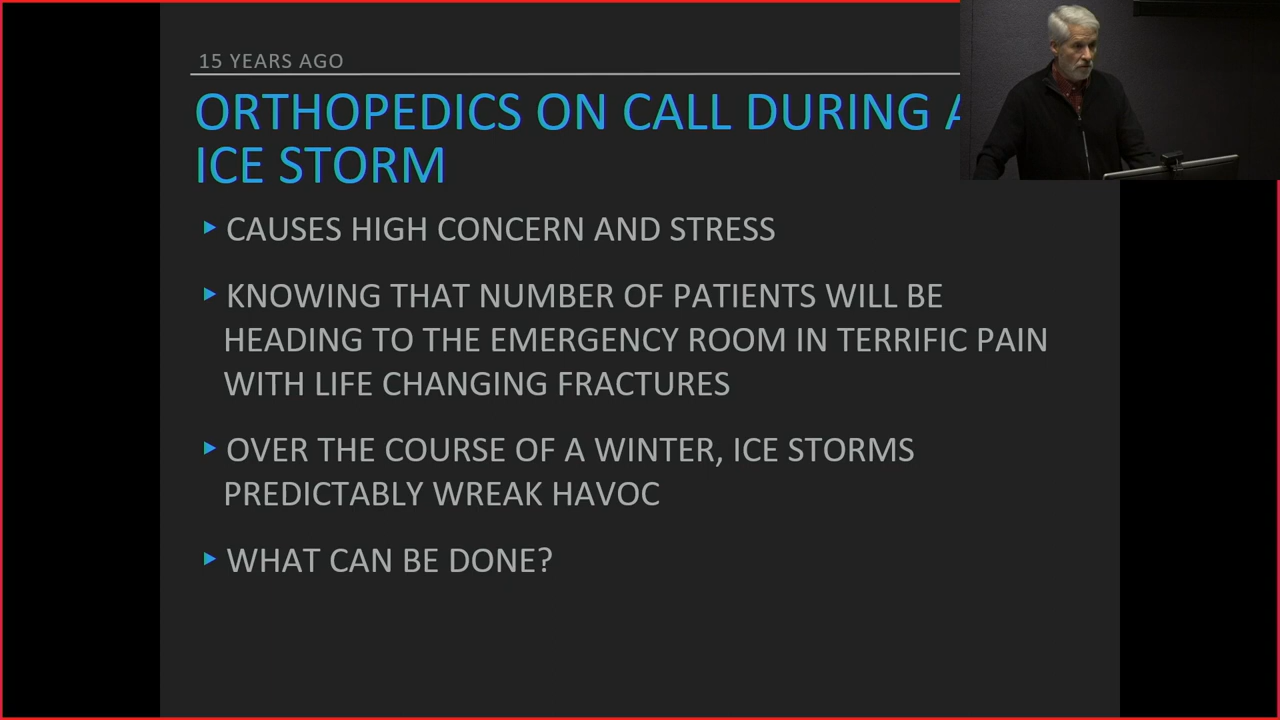 15 YEARS AGO
ORTHOPEDICS ON CALL DURING
ICE STORM
CAUSES HIGH CONCERN AND STRESS
KNOWING THAT NUMBER OF PATIENTS WILL BE
HEADING TO THE EMERGENCY ROOM IN TERRIFIC PAIN
WITH LIFE CHANGING FRACTURES
OVER THE COURSE OF A WINTER, ICE STORMS
PREDICTABLY WREAK HAVOC
WHAT CAN BE DONE?